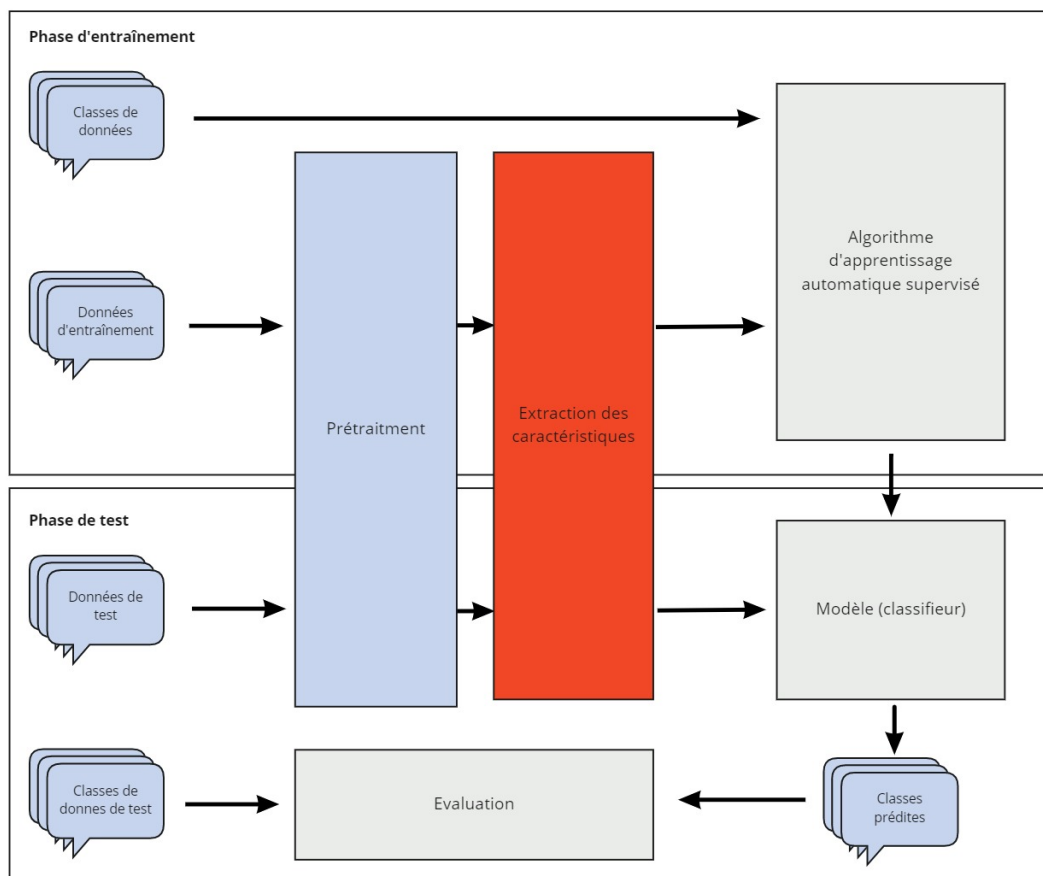 Phase d'entraînement
Classes de
données
Données
d'entraînement
Prétraitment
Extraction des
caractéristiques
Algorithme
d'apprentissage
automatique supervisé
Phase de test
Données de
test
Modèle (classifieur)
Classes de
donnes de test
Evaluation
Classes
prédites